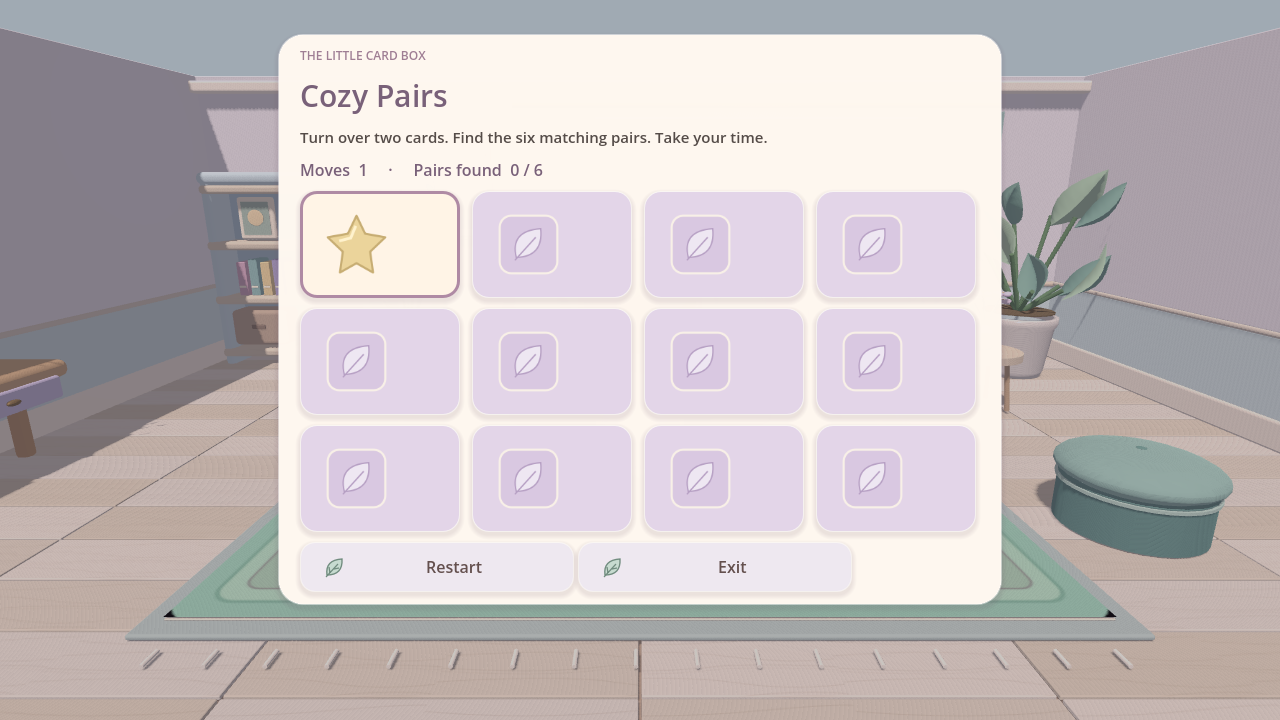 THE LITTLE CARD BOX
Cozy Pairs
Turn over two cards. Find the six matching pairs. Take your time.
Moves 1 · Pairs found 0 / 6
Restart
Exit